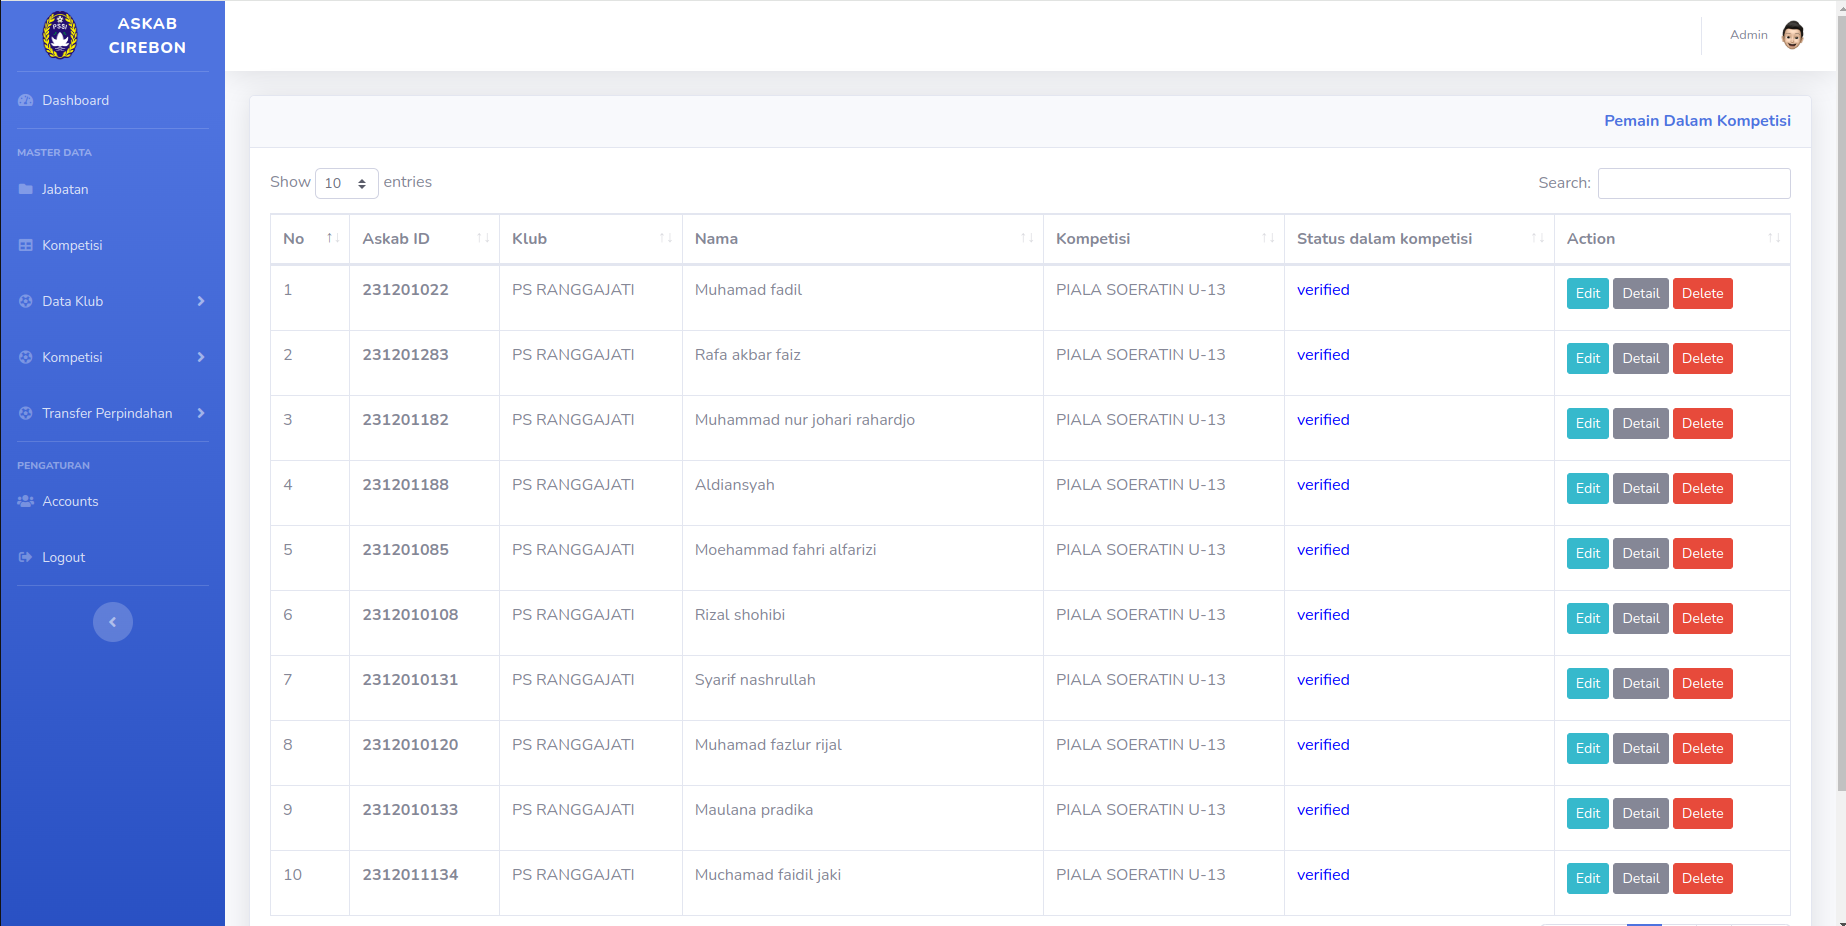 PSSI
ASKAB
CIREBON
Admin
Dashboard
MASTER DATA
Jabatan
Kompetisi
Data Klub
Kompetisi
Transfer Perpindahan
PENGATURAN
Accounts
Logout
Pemain Dalam Kompetisi
Show 10 entries Search:
No Askab ID Klub Nama Kompetisi Status dalam kompetisi Action
1 231201022 PS RANGGAJATI Muhamad fadil PIALA SOERATIN U-13 verified Edit Detail Delete
2 231201283 PS RANGGAJATI Rafa akbar faiz PIALA SOERATIN U-13 verified Edit Detail Delete
3 231201182 PS RANGGAJATI Muhammad nur johari rahardjo PIALA SOERATIN U-13 verified Edit Detail Delete
4 231201188 PS RANGGAJATI Aldiansyah PIALA SOERATIN U-13 verified Edit Detail Delete
5 231201085 PS RANGGAJATI Moehammad fahri alfarizi PIALA SOERATIN U-13 verified Edit Detail Delete
6 2312010108 PS RANGGAJATI Rizal shohibi PIALA SOERATIN U-13 verified Edit Detail Delete
7 2312010131 PS RANGGAJATI Syarif nashrullah PIALA SOERATIN U-13 verified Edit Detail Delete
8 2312010120 PS RANGGAJATI Muhamad fazlur rijal PIALA SOERATIN U-13 verified Edit Detail Delete
9 2312010133 PS RANGGAJATI Maulana pradika PIALA SOERATIN U-13 verified Edit Detail Delete
10 2312011134 PS RANGGAJATI Muchamad faidil jaki PIALA SOERATIN U-13 verified Edit Detail Delete